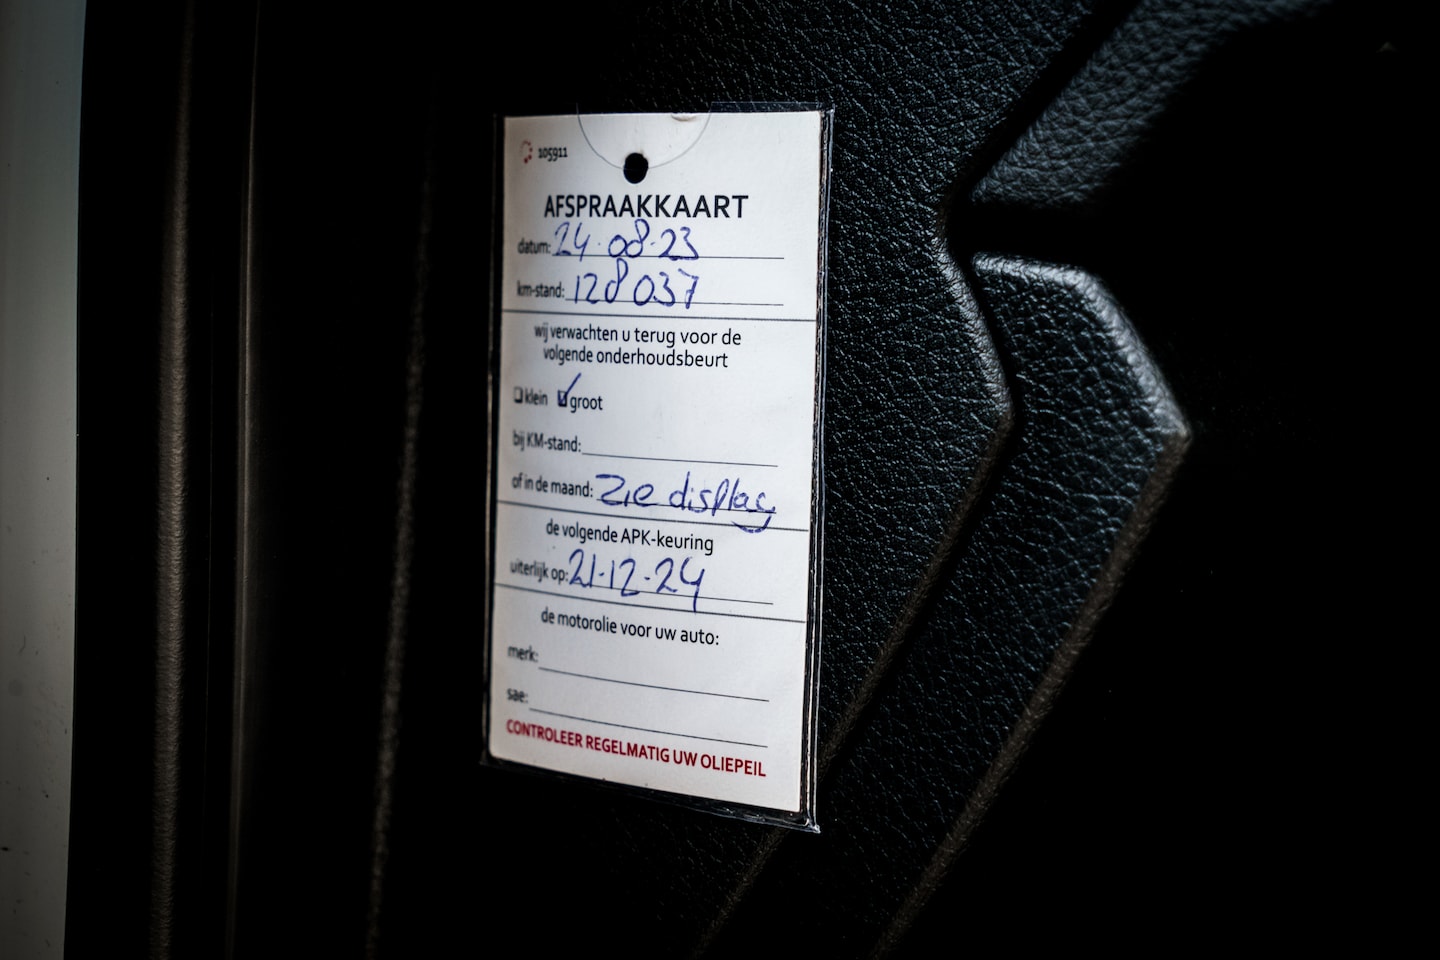 105911
AFSPRAAKKAART
datum: 24-08-23
km-stand: 128037
wij verwachten u terug voor de
volgende onderhoudsbeurt
klein groot
bij KM-stand:
of in de maand: Zie display
de volgende APK-keuring
uiterlijk op: 21-12-24
de motorolie voor uw auto:
merk:
sae:
CONTROLEER REGELMATIG UW OLIEPEIL